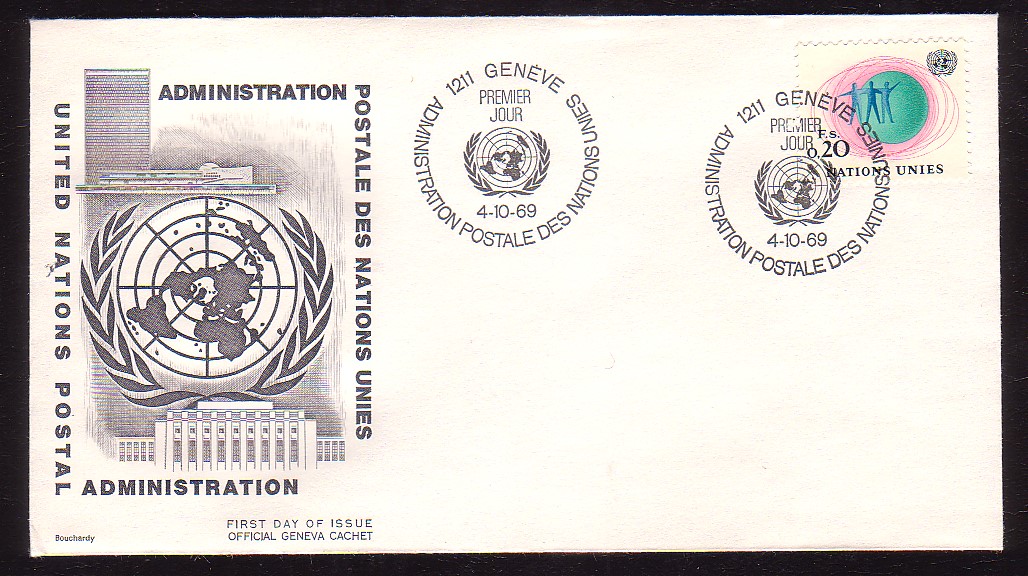 ADMINISTRATION
POSTALE DES NATIONS UNIES
UNITED NATIONS POSTAL
ADMINISTRATION
FIRST DAY OF ISSUE
OFFICIAL GENEVA CACHET
Bouchardy
1211 GENÈVE
PREMIER
JOUR
4-10-69
ADMINISTRATION POSTALE DES NATIONS UNIES
1211 GENÈVE
PREMIER
JOUR
4-10-69
ADMINISTRATION POSTALE DES NATIONS UNIES
F.s.
0,20
NATIONS UNIES